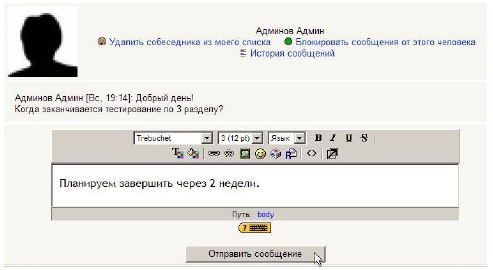 Админов Админ
Удалить собеседника из моего списка Блокировать сообщения от этого человека
История сообщений
Админов Админ [Вс, 19:14]: Добрый день!
Когда заканчивается тестирование по 3 разделу?
Trebuchet 3 (12 pt) Язык B I U S
Планируем завершить через 2 недели.
Путь: body
?
Отправить сообщение